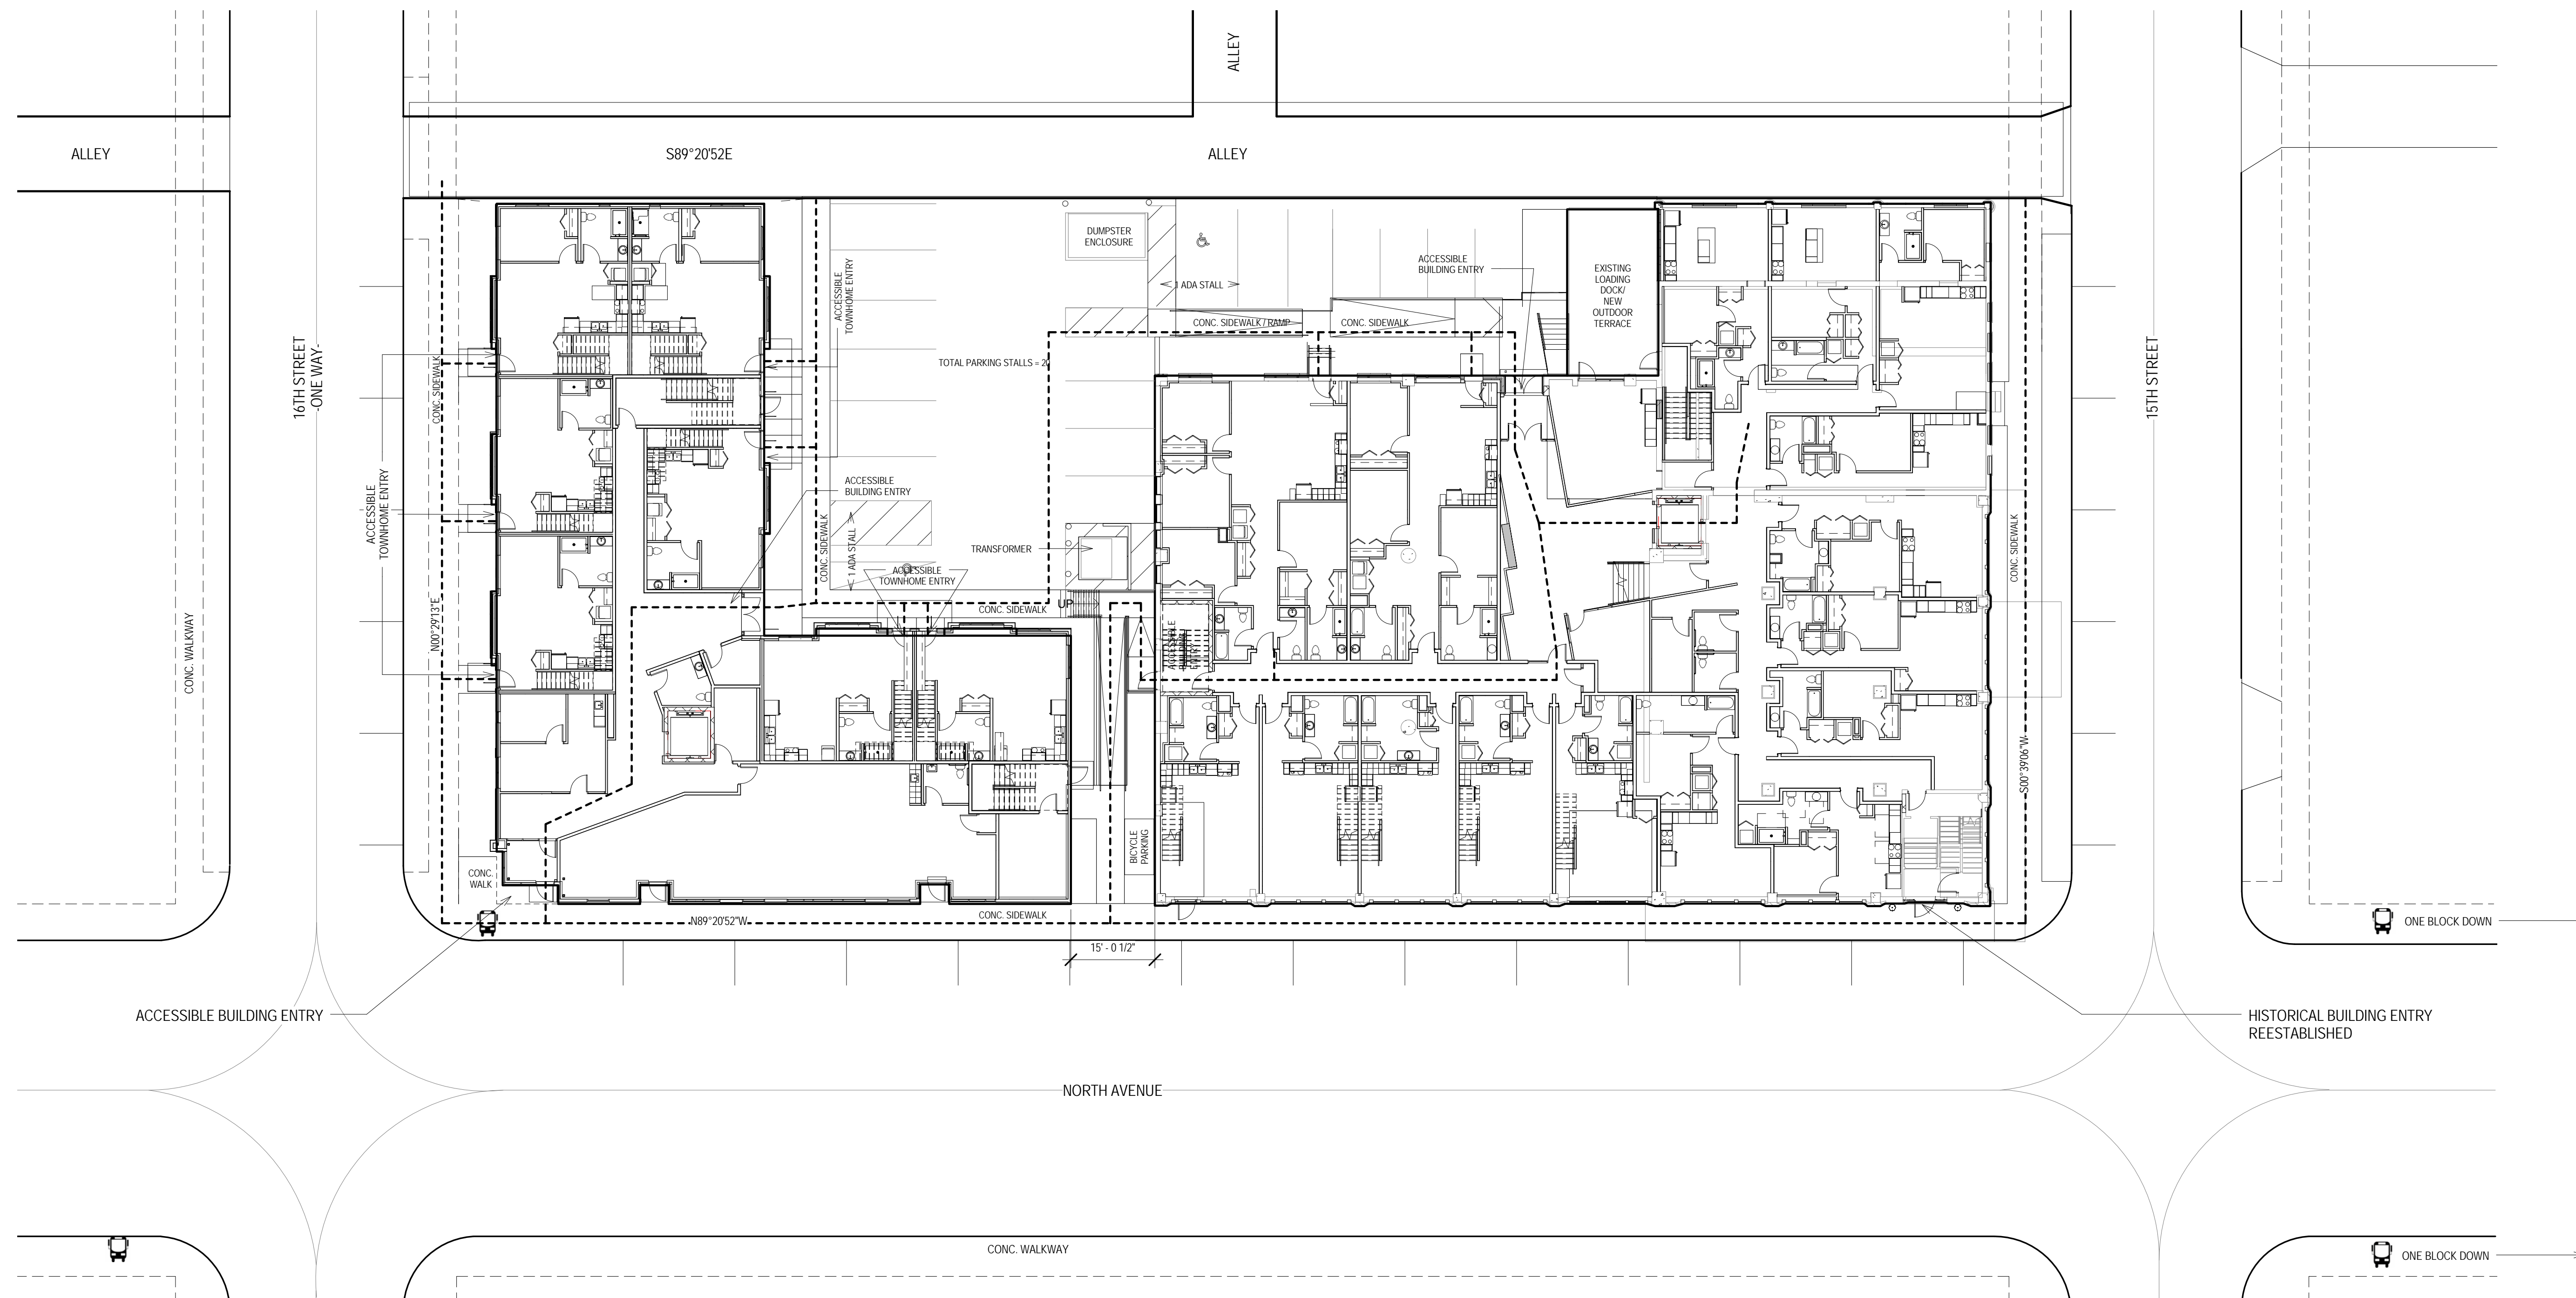 ALLEY
ALLEY
S89°20'52E
ALLEY
DUMPSTER
ENCLOSURE
1 ADA STALL
ACCESSIBLE
BUILDING ENTRY
EXISTING
LOADING
DOCK/
NEW
OUTDOOR
TERRACE
ACCESSIBLE
TOWNHOME ENTRY
CONC. SIDEWALK / RAMP
CONC. SIDEWALK
16TH STREET
-ONE WAY-
CONC. SIDEWALK
TOTAL PARKING STALLS = 20
15TH STREET
ACCESSIBLE
TOWNHOME ENTRY
ACCESSIBLE
BUILDING ENTRY
CONC. SIDEWALK
1 ADA STALL
TRANSFORMER
CONC. SIDEWALK
ACCESSIBLE
TOWNHOME ENTRY
UP
CONC. SIDEWALK
N00°29'13"E
CONC. WALKWAY
ACCESSIBLE
S00°39'06"W
BICYCLE
PARKING
CONC.
WALK
N89°20'52"W
CONC. SIDEWALK
ONE BLOCK DOWN
15' - 0 1/2"
ACCESSIBLE BUILDING ENTRY
HISTORICAL BUILDING ENTRY
REESTABLISHED
NORTH AVENUE
CONC. WALKWAY
ONE BLOCK DOWN